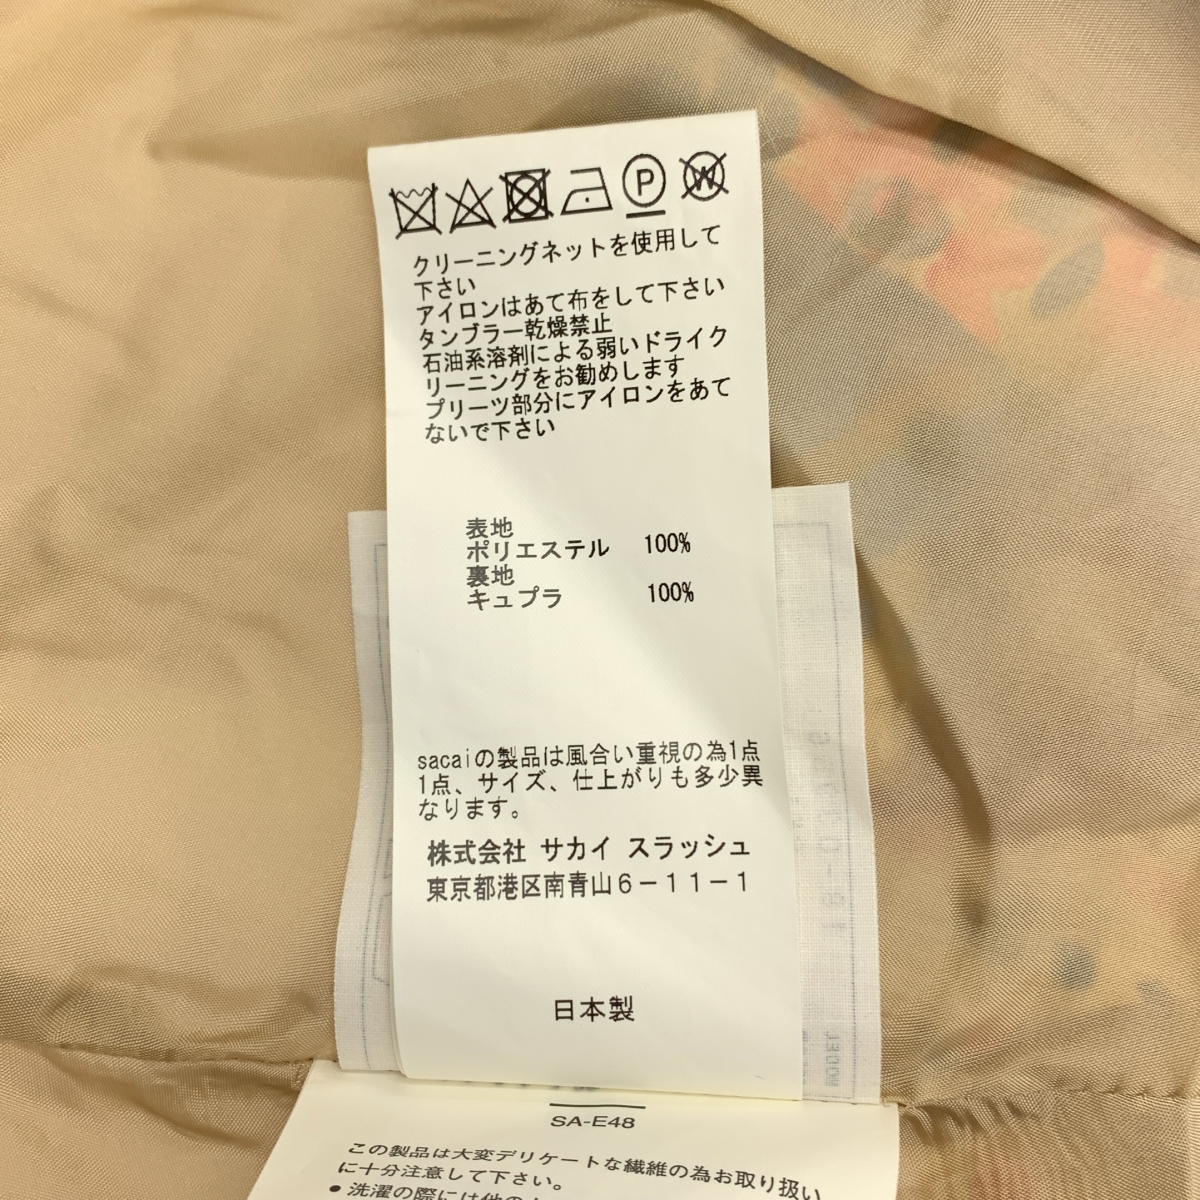 P W
クリーニングネットを使用して
下さい
アイロンはあて布をして下さい
タンブラー乾燥禁止
石油系溶剤による弱いドライク
リーニングをお勧めします
プリーツ部分にアイロンをあて
ないで下さい
表地
ポリエステル 100%
裏地
キュプラ 100%
sacaiの製品は風合い重視の為1点
1点、サイズ、仕上がりも多少異
なります。
株式会社 サカイ スラッシュ
東京都港区南青山6-11-1
日本製
MODEL
SA-E48
この製品は大変デリケートな繊維の為お取り扱い
に十分注意して下さい。
●洗濯の際には他の